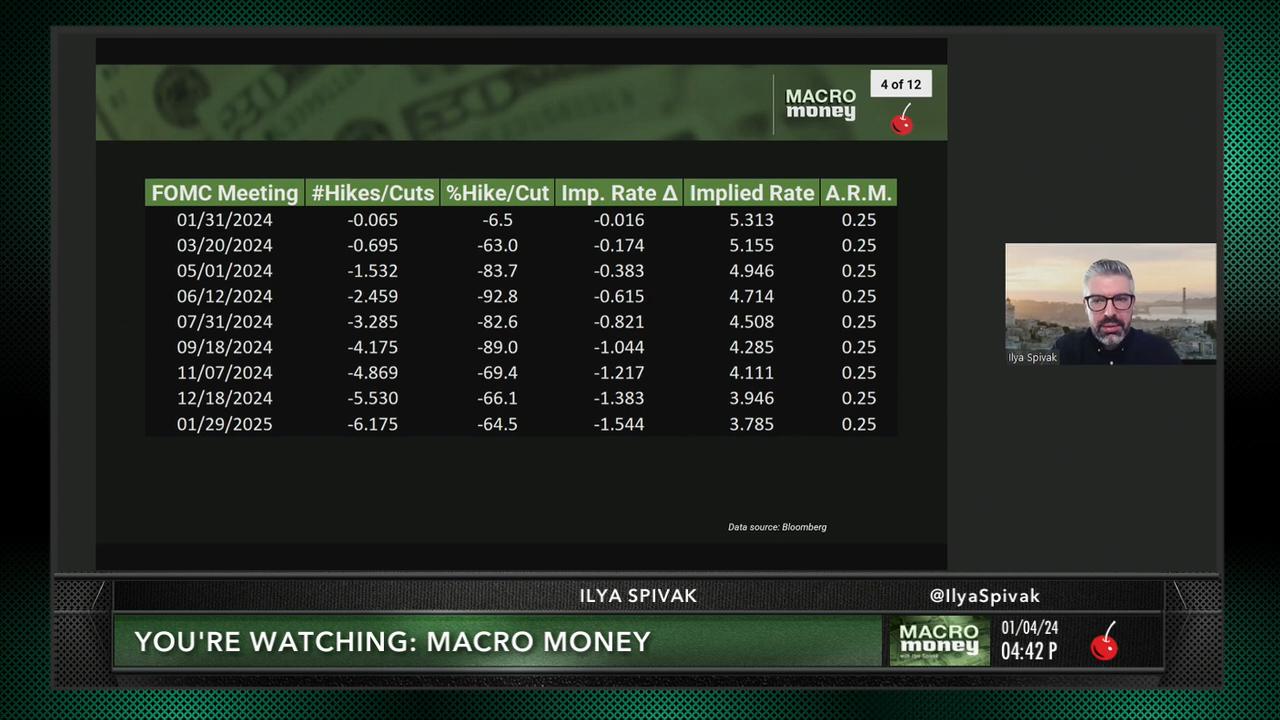 4 of 12
MACRO
money
FOMC Meeting #Hikes/Cuts %Hike/Cut Imp. Rate Δ Implied Rate A.R.M.
01/31/2024 -0.065 -6.5 -0.016 5.313 0.25
03/20/2024 -0.695 -63.0 -0.174 5.155 0.25
05/01/2024 -1.532 -83.7 -0.383 4.946 0.25
06/12/2024 -2.459 -92.8 -0.615 4.714 0.25
07/31/2024 -3.285 -82.6 -0.821 4.508 0.25
09/18/2024 -4.175 -89.0 -1.044 4.285 0.25
11/07/2024 -4.869 -69.4 -1.217 4.111 0.25
12/18/2024 -5.530 -66.1 -1.383 3.946 0.25
01/29/2025 -6.175 -64.5 -1.544 3.785 0.25
Ilya Spivak
Data source: Bloomberg
ILYA SPIVAK @IlyaSpivak
YOU'RE WATCHING: MACRO MONEY
MACRO
money
01/04/24
04:42 P